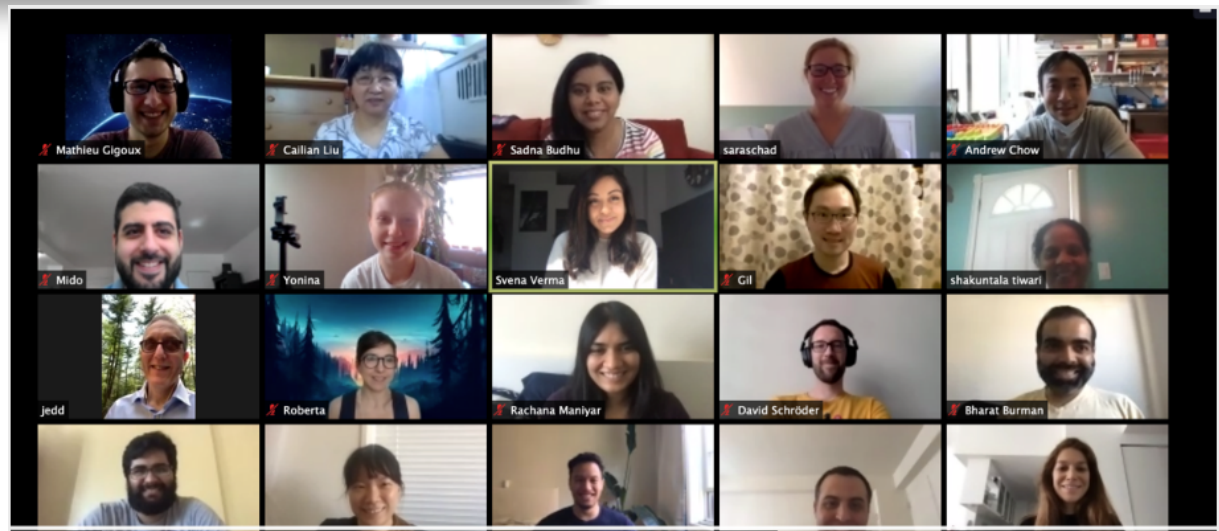 Mathieu Gigoux
Cailian Liu
Sadna Budhu
saraschad
Andrew Chow
Mido
Yonina
Svena Verma
Gil
shakuntala tiwari
jedd
Roberta
Rachana Maniyar
David Schröder
Bharat Burman